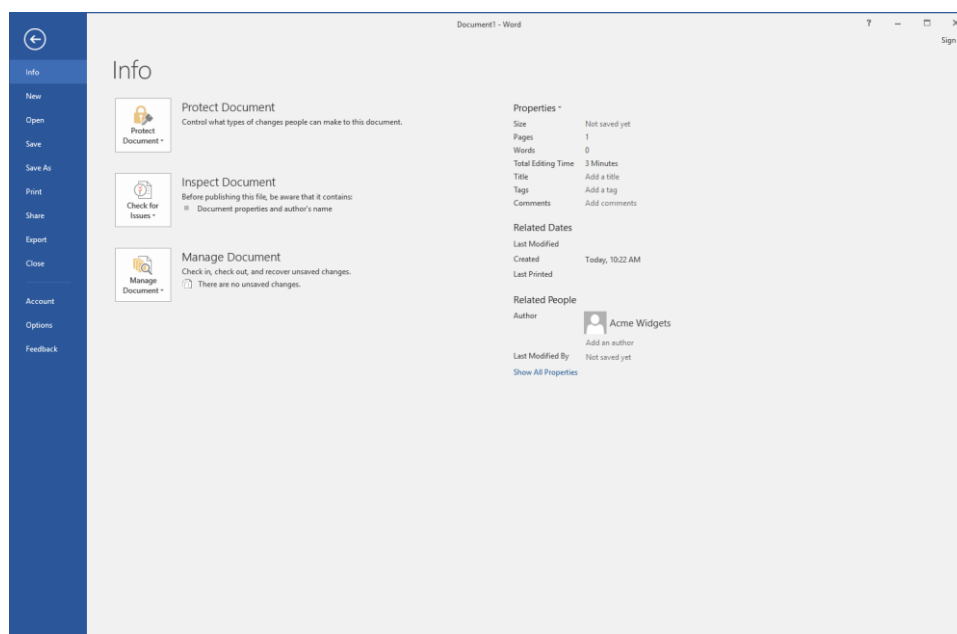 Document1 - Word
?
Sign
Info
New
Open
Save
Save As
Print
Share
Export
Close
Account
Options
Feedback
Info
Protect Document
Control what types of changes people can make to this document.
Protect
Document
Inspect Document
Before publishing this file, be aware that it contains:
Document properties and author's name
Check for
Issues
Manage Document
Check in, check out, and recover unsaved changes.
There are no unsaved changes.
Manage
Document
Properties
Size Not saved yet
Pages 1
Words 0
Total Editing Time 3 Minutes
Title Add a title
Tags Add a tag
Comments Add comments
Related Dates
Last Modified
Created Today, 10:22 AM
Last Printed
Related People
Author Acme Widgets
Add an author
Last Modified By Not saved yet
Show All Properties